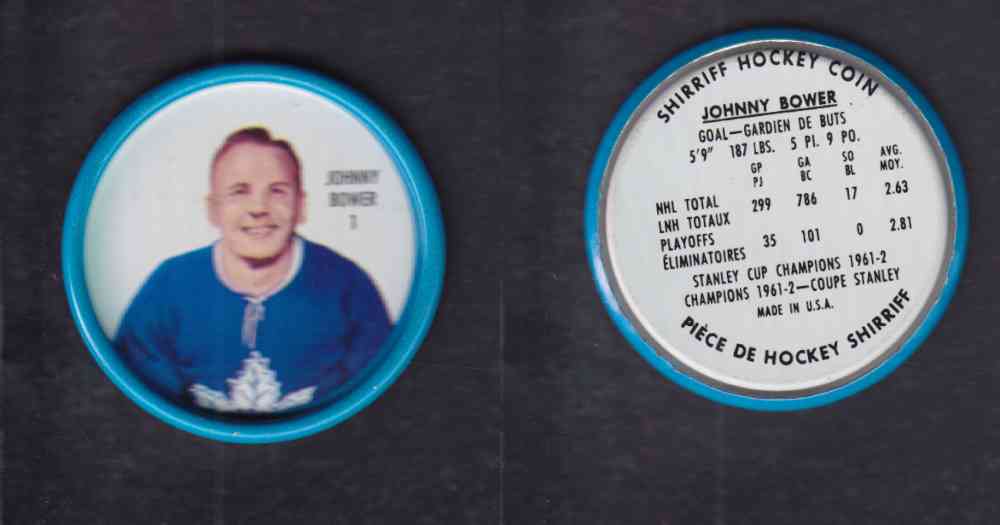 JOHNNY
BOWER
1
SHIRRIFF HOCKEY COIN
JOHNNY BOWER
GOAL—GARDIEN DE BUTS
5'9" 187 LBS. 5 PI. 9 PO.
GP GA SO AVG.
PJ BC BL MOY.
NHL TOTAL 299 786 17 2.63
LNH TOTAUX
PLAYOFFS 35 101 0 2.81
ÉLIMINATOIRES
STANLEY CUP CHAMPIONS 1961-2
CHAMPIONS 1961-2—COUPE STANLEY
MADE IN U.S.A.
PIÈCE DE HOCKEY SHIRRIFF